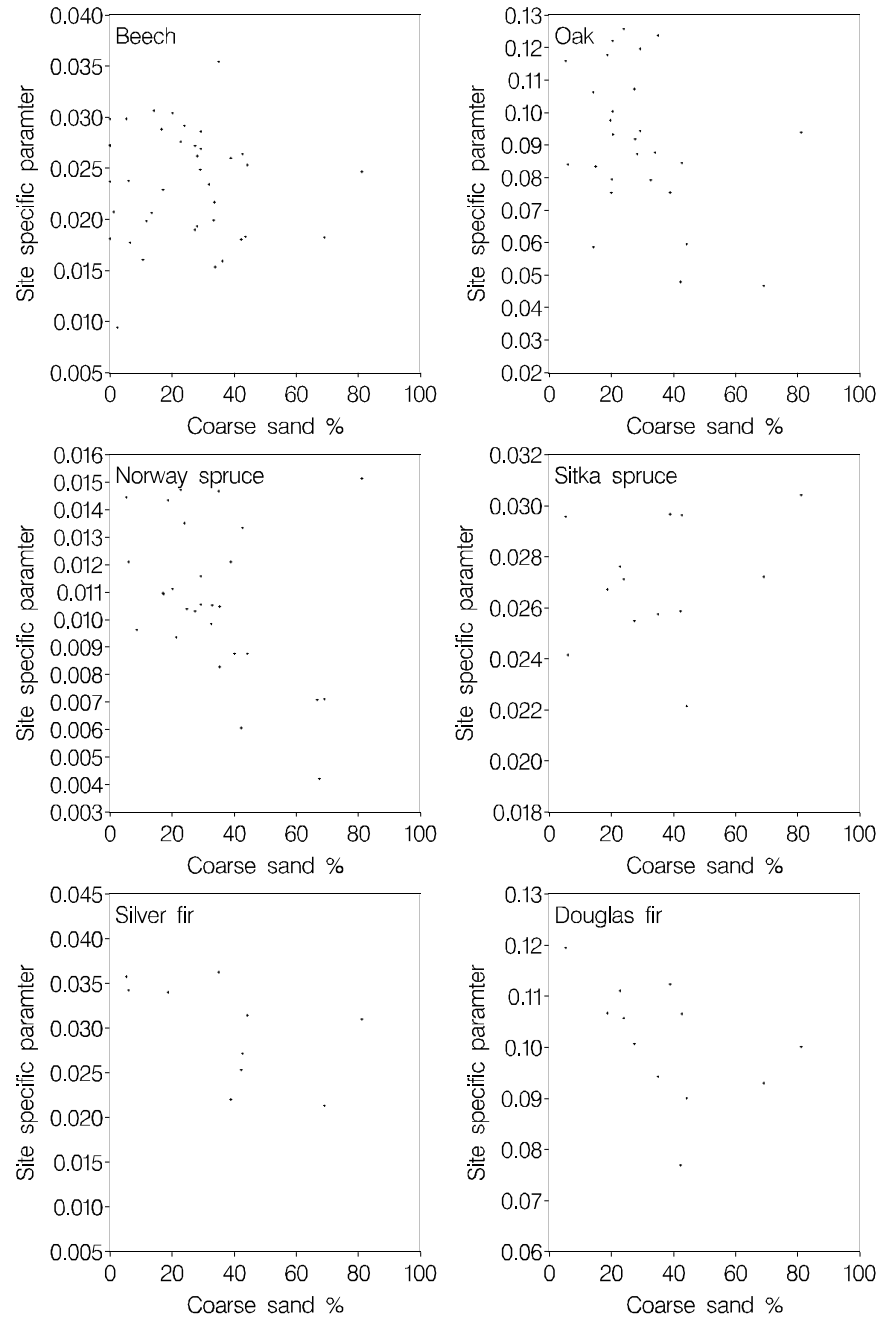 Beech
Site specific paramter
0.040
0.035
0.030
0.025
0.020
0.015
0.010
0.005
0 20 40 60 80 100
Coarse sand %
Oak
Site specific paramter
0.13
0.12
0.11
0.10
0.09
0.08
0.07
0.06
0.05
0.04
0.03
0.02
0 20 40 60 80 100
Coarse sand %
Norway spruce
Site specific paramter
0.016
0.015
0.014
0.013
0.012
0.011
0.010
0.009
0.008
0.007
0.006
0.005
0.004
0.003
0 20 40 60 80 100
Coarse sand %
Sitka spruce
Site specific paramter
0.032
0.030
0.028
0.026
0.024
0.022
0.020
0.018
0 20 40 60 80 100
Coarse sand %
Silver fir
Site specific paramter
0.045
0.040
0.035
0.030
0.025
0.020
0.015
0.010
0.005
0 20 40 60 80 100
Coarse sand %
Douglas fir
Site specific paramter
0.13
0.12
0.11
0.10
0.09
0.08
0.07
0.06
0 20 40 60 80 100
Coarse sand %